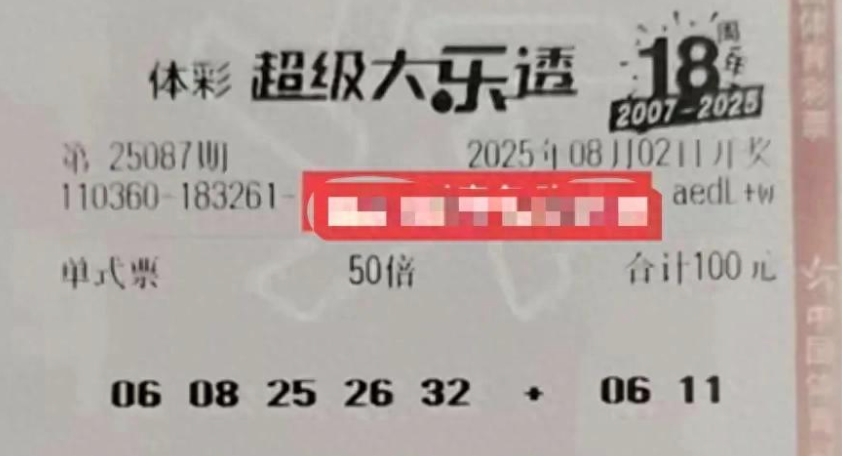 体彩 超级大乐透 18周年
2007-2025
第 25087期 2025年08月02日开奖
110360-183261- aedL+w
单式票 50倍 合计100元
06 08 25 26 32 + 06 11
体育彩票
中国体育